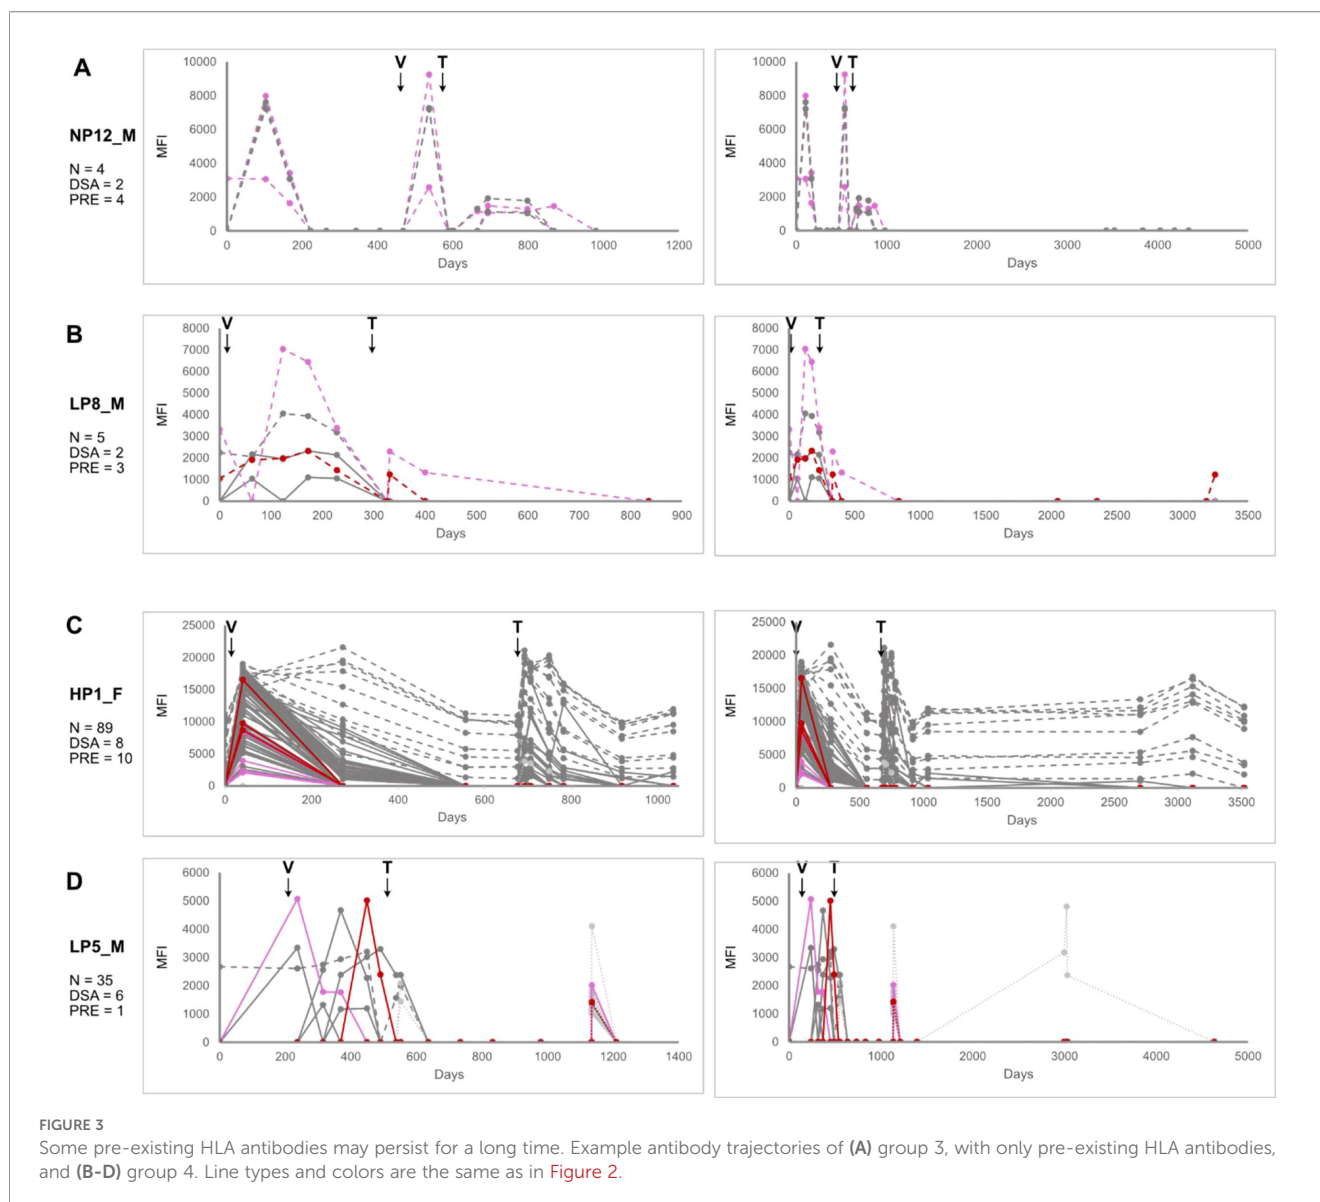 A
NP12_M
N = 4
DSA = 2
PRE = 4
V
T
MFI
10000
8000
6000
4000
2000
0
0
200
400
600
800
1000
1200
Days
V
T
MFI
10000
8000
6000
4000
2000
0
0
1000
2000
3000
4000
5000
Days
B
LP8_M
N = 5
DSA = 2
PRE = 3
V
T
MFI
8000
7000
6000
5000
4000
3000
2000
1000
0
0
100
200
300
400
500
600
700
800
900
Days
V
T
MFI
8000
7000
6000
5000
4000
3000
2000
1000
0
0
500
1000
1500
2000
2500
3000
3500
Days
C
HP1_F
N = 89
DSA = 8
PRE = 10
V
T
MFI
25000
20000
15000
10000
5000
0
0
200
400
600
800
1000
Days
V
T
MFI
25000
20000
15000
10000
5000
0
0
500
1000
1500
2000
2500
3000
3500
Days
D
LP5_M
N = 35
DSA = 6
PRE = 1
V
T
MFI
6000
5000
4000
3000
2000
1000
0
0
200
400
600
800
1000
1200
1400
Days
V
T
MFI
6000
5000
4000
3000
2000
1000
0
0
1000
2000
3000
4000
5000
Days
FIGURE 3
Some pre-existing HLA antibodies may persist for a long time. Example antibody trajectories of (A) group 3, with only pre-existing HLA antibodies,
and (B-D) group 4. Line types and colors are the same as in Figure 2.